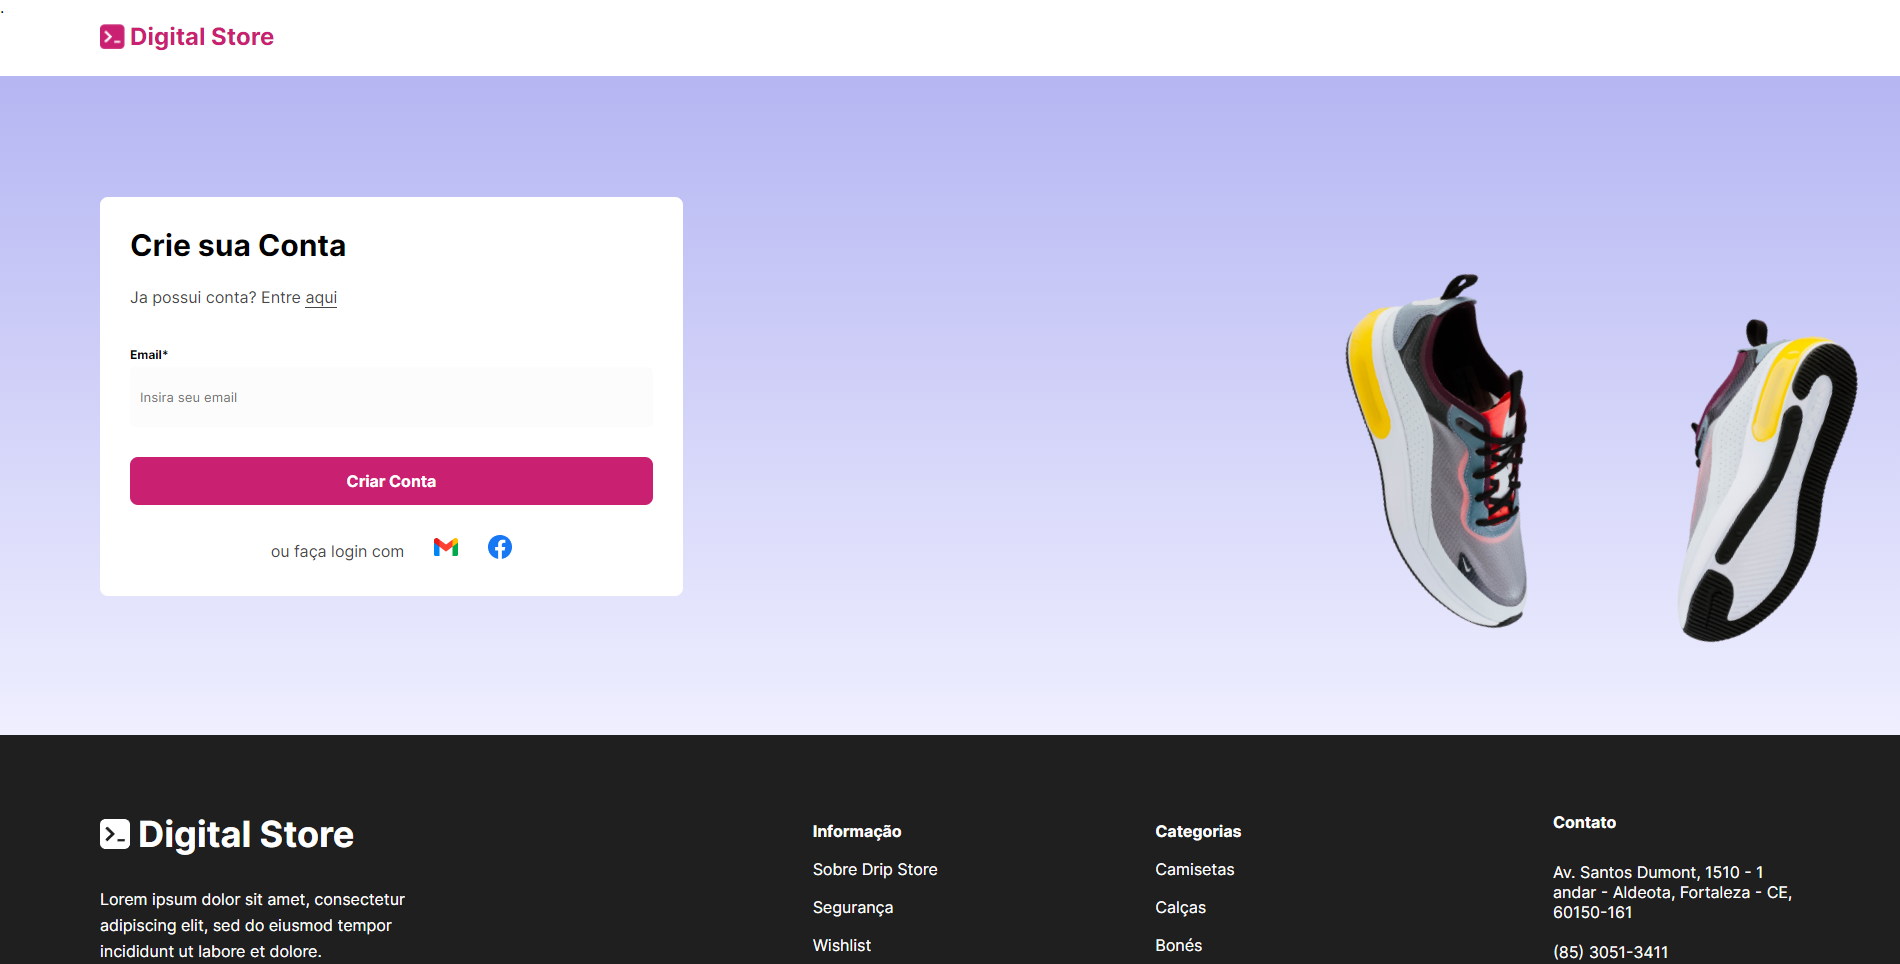 .
Digital Store
Crie sua Conta
Ja possui conta? Entre aqui
Email*
Insira seu email
Criar Conta
ou faça login com
Digital Store
Lorem ipsum dolor sit amet, consectetur
adipiscing elit, sed do eiusmod tempor
incididunt ut labore et dolore.
Informação
Sobre Drip Store
Segurança
Wishlist
Categorias
Camisetas
Calças
Bonés
Contato
Av. Santos Dumont, 1510 - 1
andar - Aldeota, Fortaleza - CE,
60150-161
(85) 3051-3411